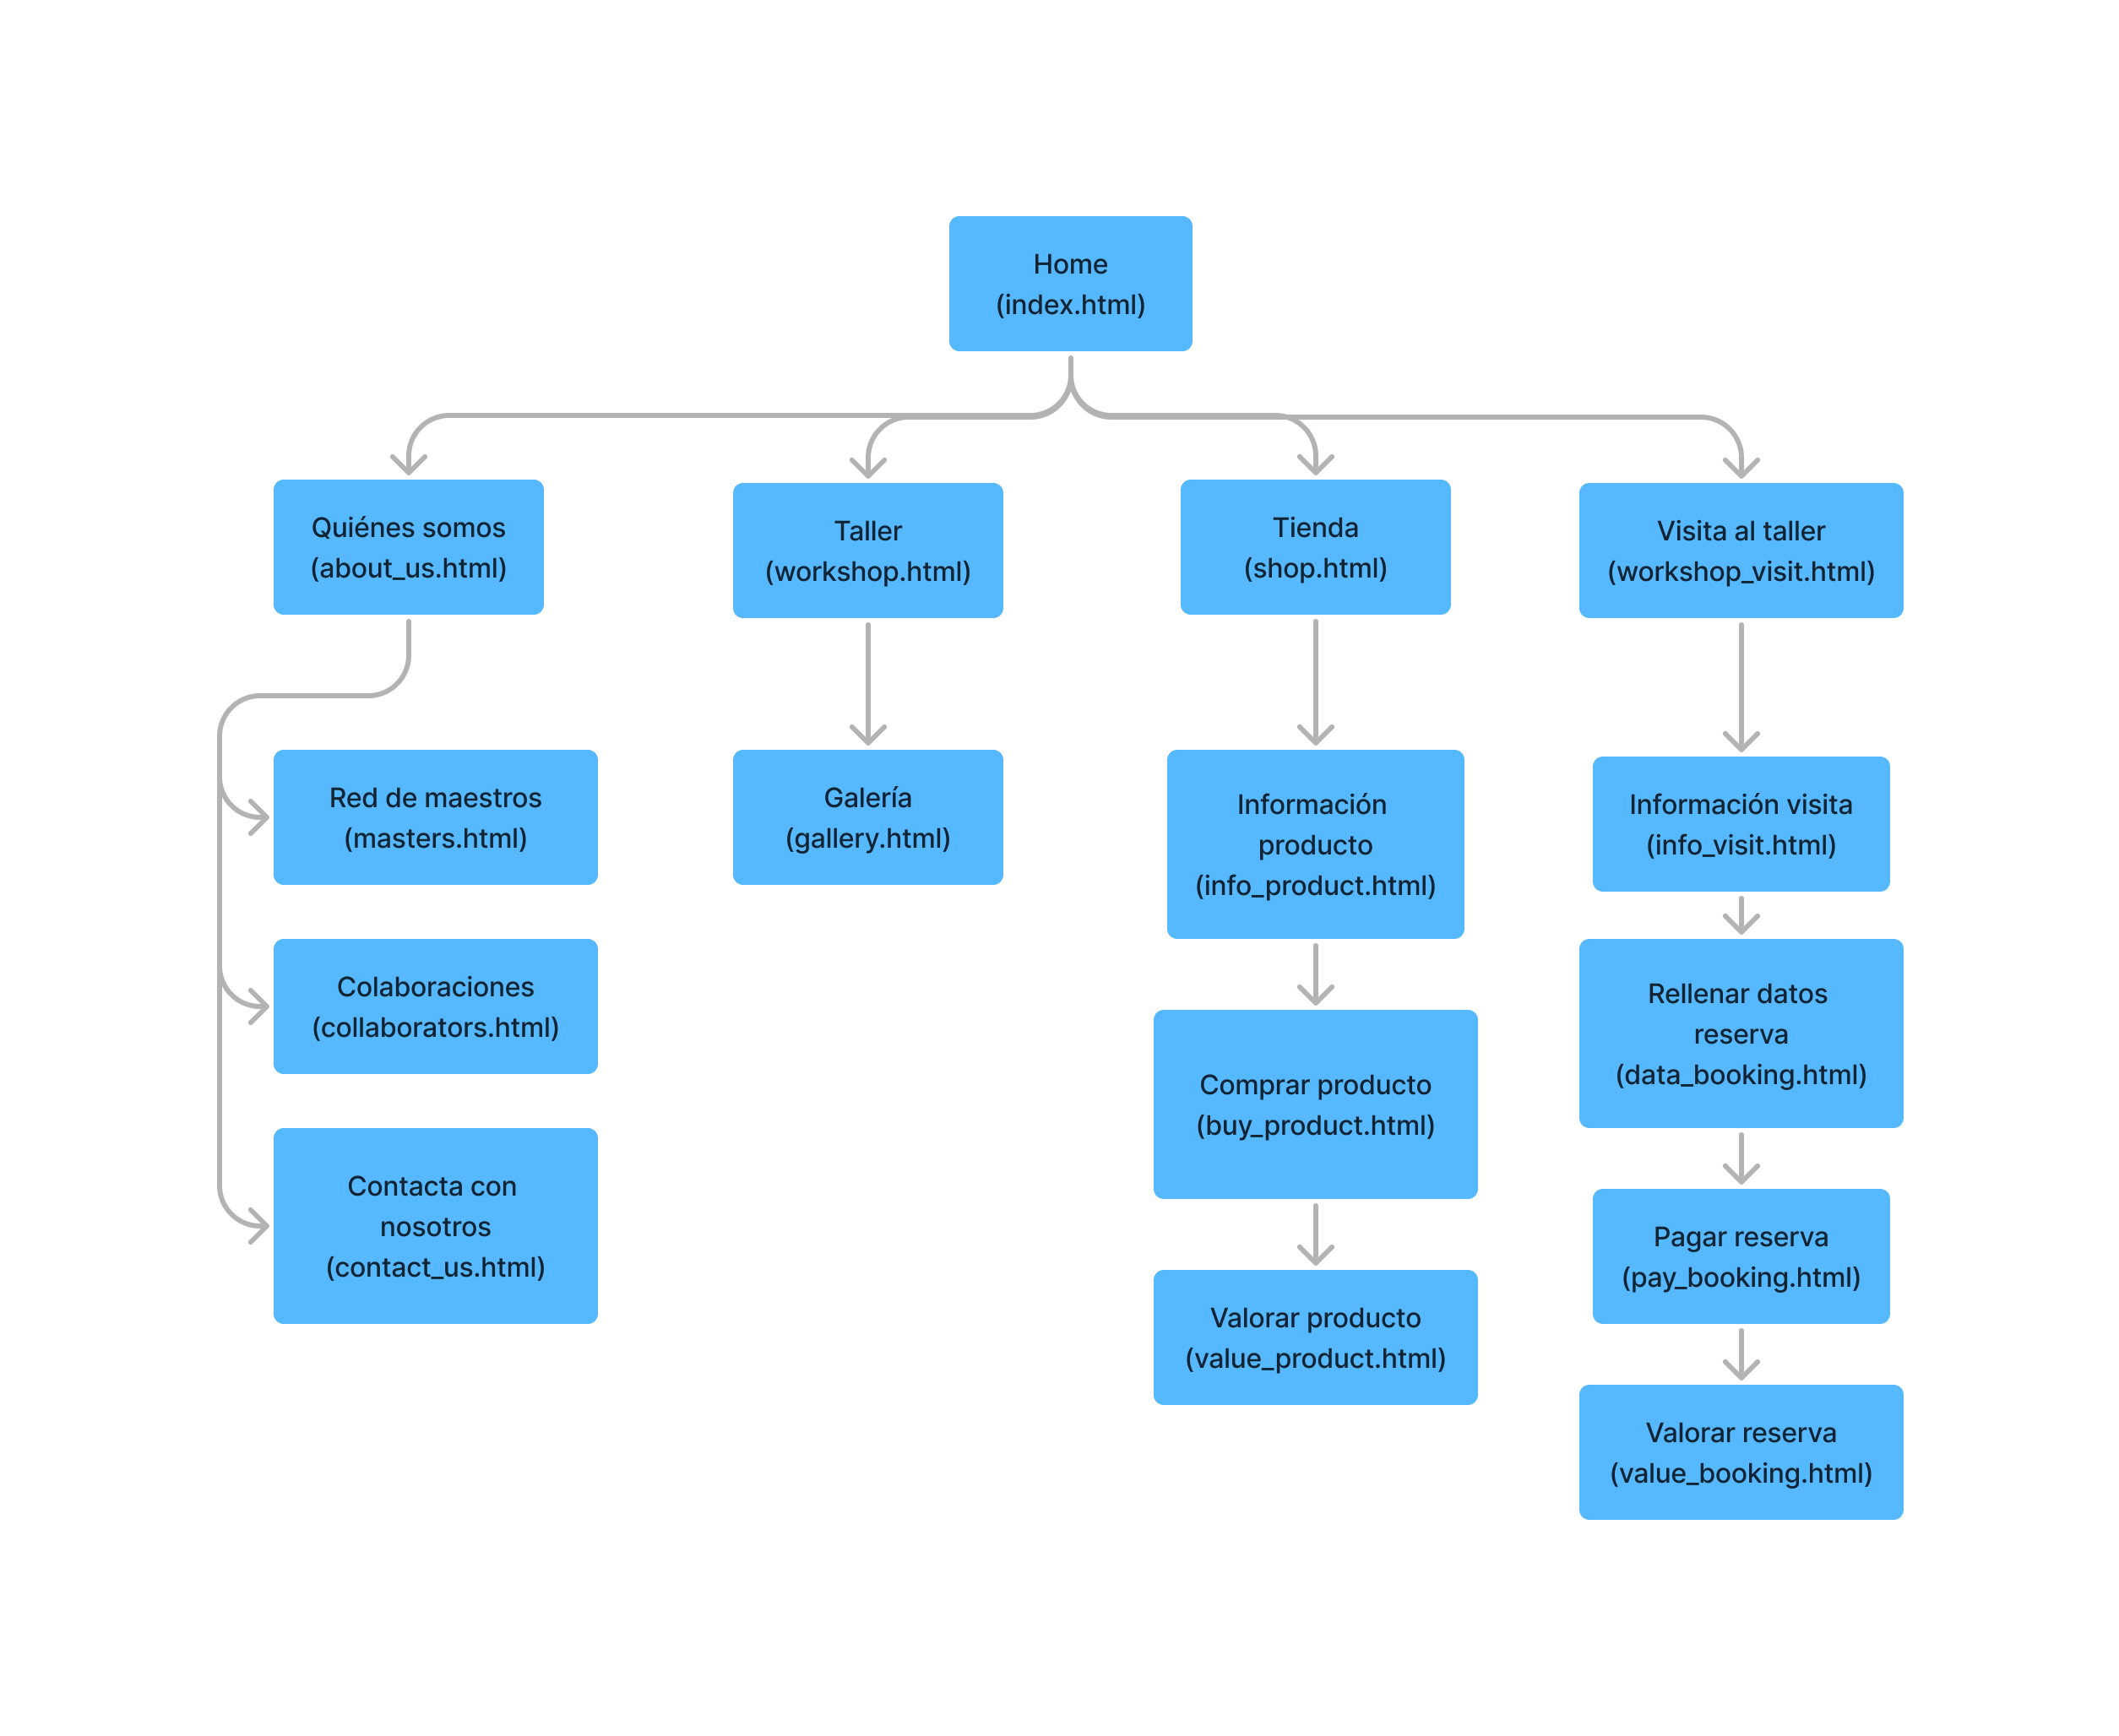 Home
(index.html)
Quiénes somos
(about_us.html)
Taller
(workshop.html)
Tienda
(shop.html)
Visita al taller
(workshop_visit.html)
Red de maestros
(masters.html)
Colaboraciones
(collaborators.html)
Contacta con
nosotros
(contact_us.html)
Galería
(gallery.html)
Información
producto
(info_product.html)
Comprar producto
(buy_product.html)
Valorar producto
(value_product.html)
Información visita
(info_visit.html)
Rellenar datos
reserva
(data_booking.html)
Pagar reserva
(pay_booking.html)
Valorar reserva
(value_booking.html)